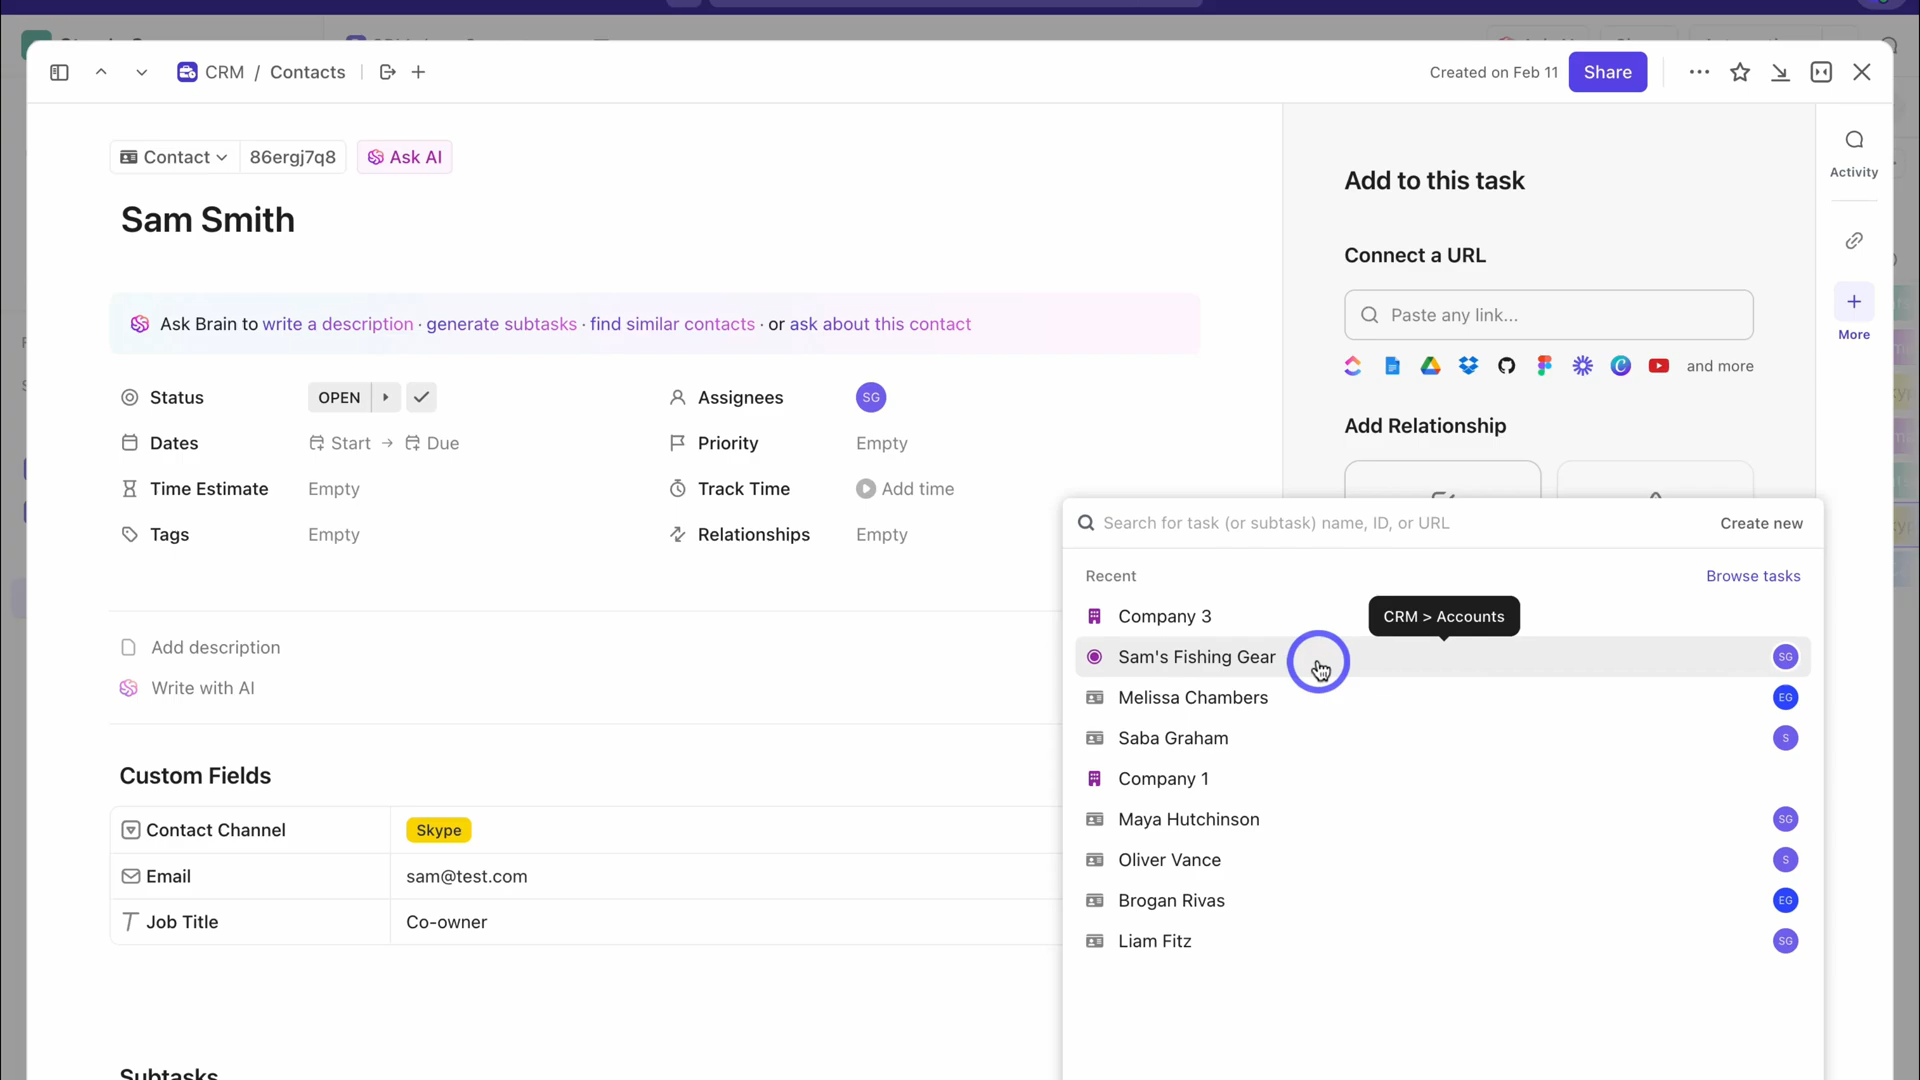 CRM / Contacts
Created on Feb 11
Share
Contact
86ergj7q8
Ask AI
Sam Smith
Ask Brain to write a description · generate subtasks · find similar contacts · or ask about this contact
Status
OPEN
Assignees
SG
Dates
Start
Due
Priority
Empty
Time Estimate
Empty
Track Time
Add time
Tags
Empty
Relationships
Empty
Add description
Write with AI
Custom Fields
Contact Channel
Skype
Email
sam@test.com
Job Title
Co-owner
Subtasks
Add to this task
Connect a URL
Paste any link...
and more
Add Relationship
Activity
More
Search for task (or subtask) name, ID, or URL
Create new
Recent
Browse tasks
Company 3
CRM > Accounts
Sam's Fishing Gear
SG
Melissa Chambers
EG
Saba Graham
S
Company 1
Maya Hutchinson
SG
Oliver Vance
S
Brogan Rivas
EG
Liam Fitz
SG